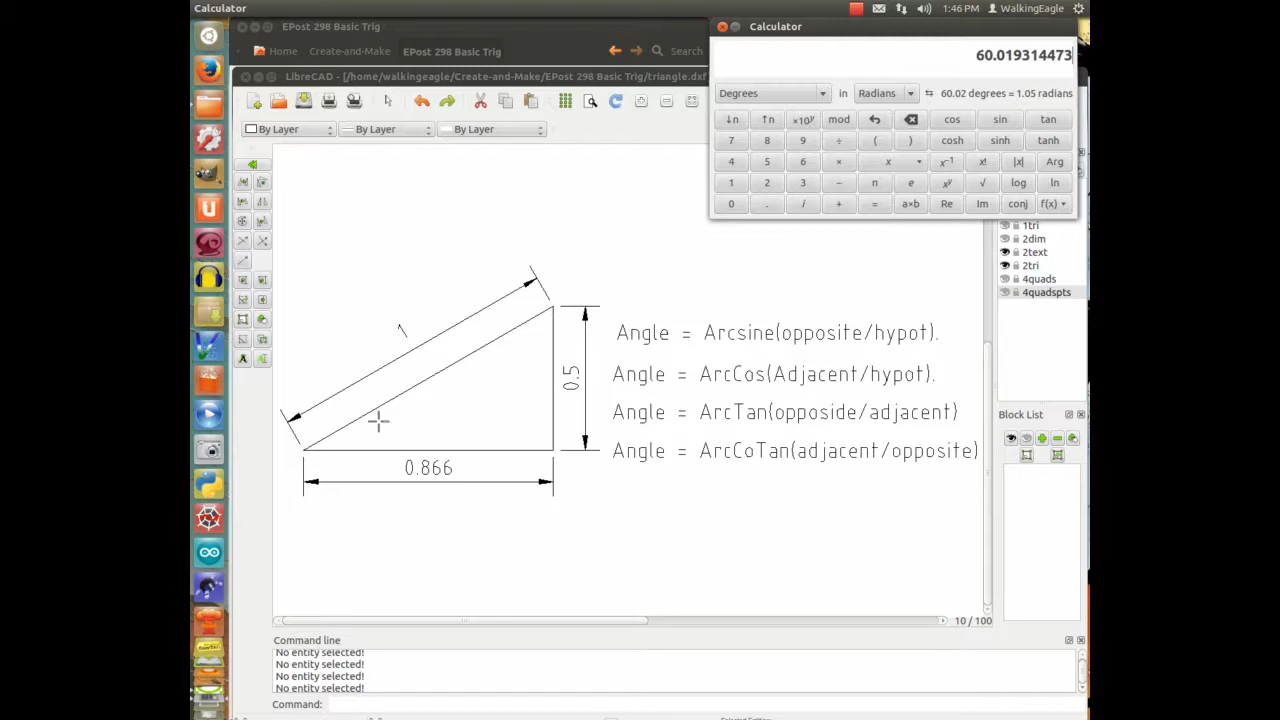 Calculator
1:46 PM WalkingEagle
EPost 298 Basic Trig
Calculator
Home Create-and-Make EPost 298 Basic Trig Search
60.019314473
LibreCAD - [/home/walkingeagle/Create-and-Make/EPost 298 Basic Trig/triangle.dxf
Degrees in Radians ⇆ 60.02 degrees = 1.05 radians
By Layer By Layer By Layer
↓n ↑n ×10ʸ mod cos sin tan
7 8 9 ÷ ( ) cosh sinh tanh
4 5 6 × x x⁻¹ x! |x| Arg
1 2 3 − π e xʸ √ log ln
0 . i + = a×b Re Im conj f(x)
1tri
2dim
2text
2tri
4quads
4quadspts
1
0.5
0.866
Angle = Arcsine(opposite/hypot).
Angle = ArcCos(Adjacent/hypot).
Angle = ArcTan(opposide/adjacent)
Angle = ArcCoTan(adjacent/opposite)
Block List
10 / 100
Command line
No entity selected!
No entity selected!
No entity selected!
No entity selected!
Command: